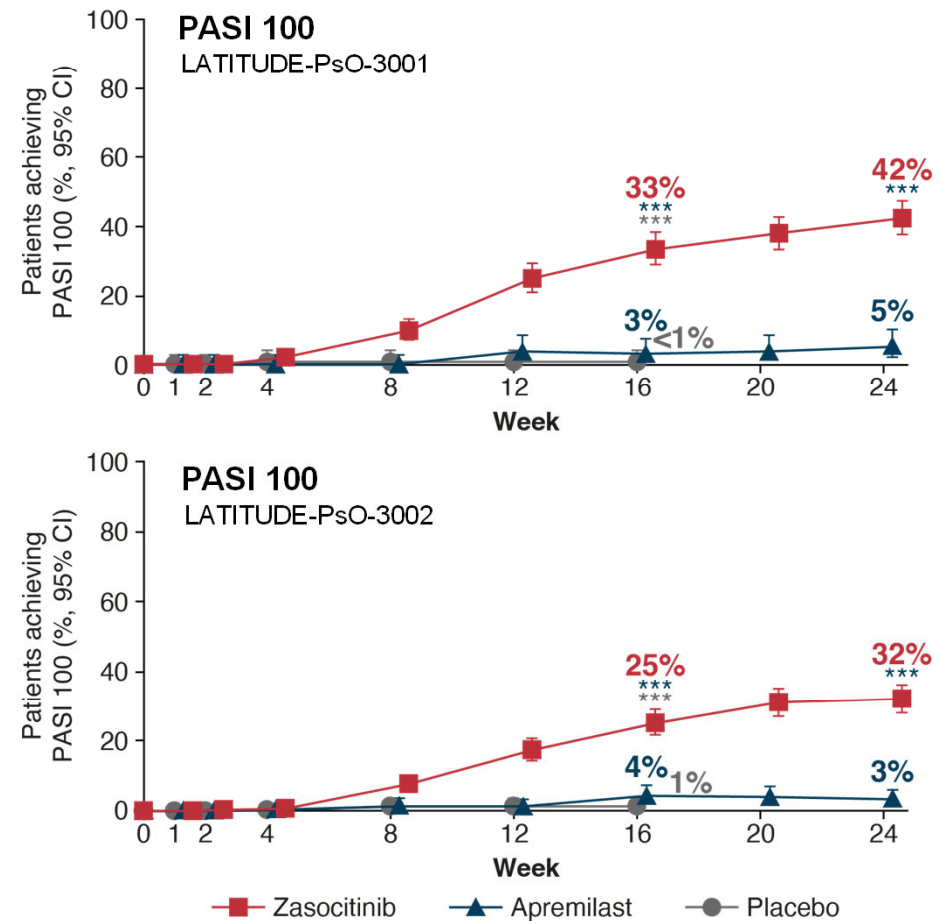 PASI 100
LATITUDE-PsO-3001
Patients achieving
PASI 100 (%, 95% CI)
100
80
60
40
20
0
33%
***
***
42%
***
3%
<1%
5%
0 1 2 4 8 12 16 20 24
Week
PASI 100
LATITUDE-PsO-3002
Patients achieving
PASI 100 (%, 95% CI)
100
80
60
40
20
0
25%
***
***
32%
***
4%
1%
3%
0 1 2 4 8 12 16 20 24
Week
Zasocitinib Apremilast Placebo